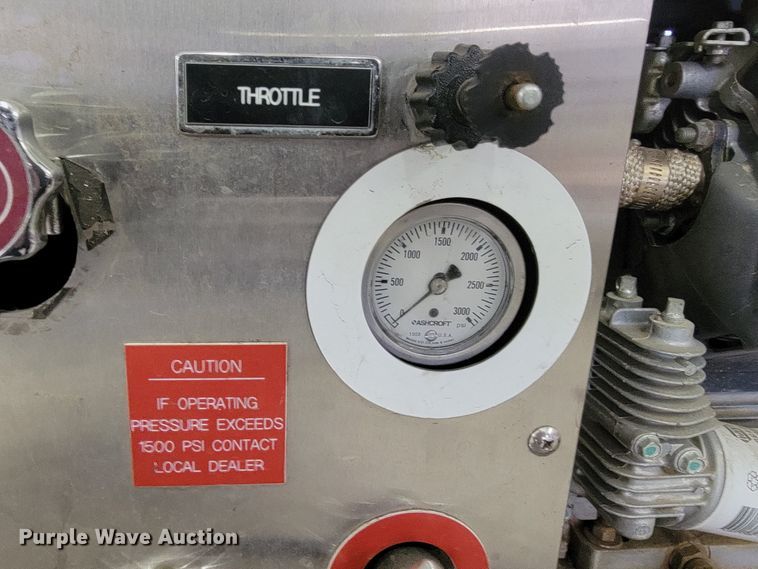 THROTTLE
1500
1000
2000
500
2500
0
3000
psi
ASHCROFT
U.S.A.
CAUTION
IF OPERATING
PRESSURE EXCEEDS
1500 PSI CONTACT
LOCAL DEALER
Purple Wave Auction